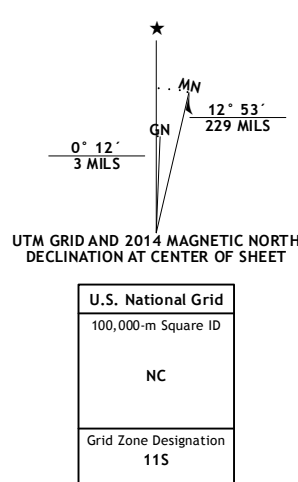 MN
GN
12° 53´
229 MILS
0° 12´
3 MILS
UTM GRID AND 2014 MAGNETIC NORTH
DECLINATION AT CENTER OF SHEET
U.S. National Grid
100,000-m Square ID
NC
Grid Zone Designation
11S